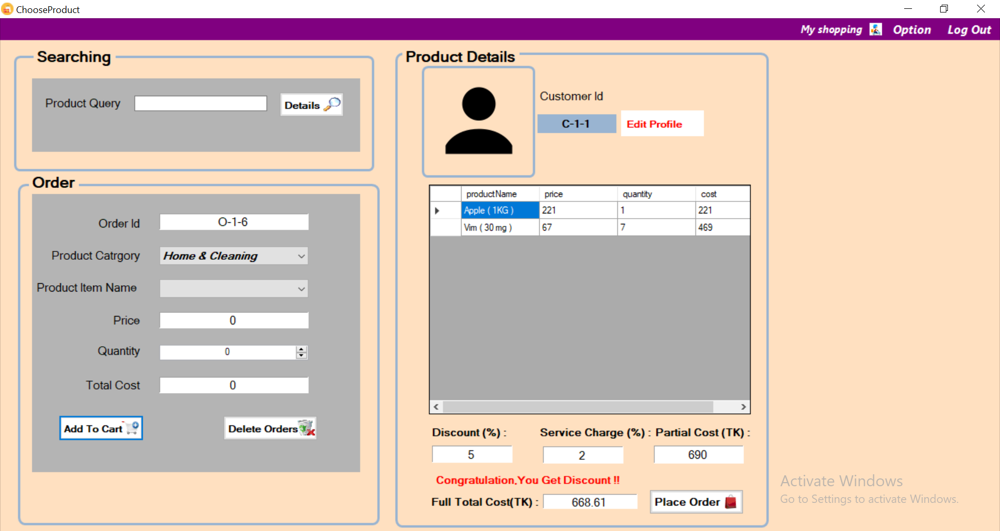 ChooseProduct
My shopping Option Log Out
Searching
Product Query
Details
Order
Order Id O-1-6
Product Catrgory Home & Cleaning
Product Item Name
Price 0
Quantity 0
Total Cost 0
Add To Cart Delete Orders
Product Details
Customer Id
C-1-1 Edit Profile
productName price quantity cost
Apple ( 1KG ) 221 1 221
Vim ( 30 mg ) 67 7 469
Discount (%) : Service Charge (%) : Partial Cost (TK) :
5 2 690
Congratulation,You Get Discount !!
Full Total Cost(TK) : 668.61 Place Order
Activate Windows
Go to Settings to activate Windows.